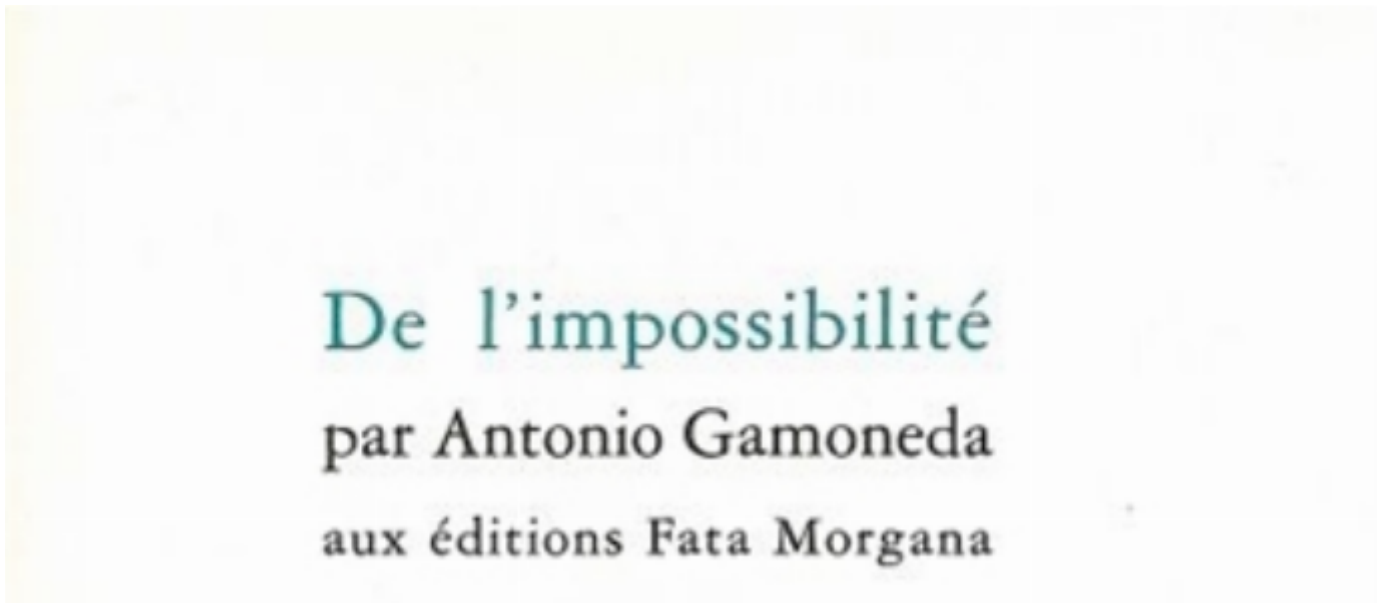 De l'impossibilité
par Antonio Gamoneda
aux éditions Fata Morgana